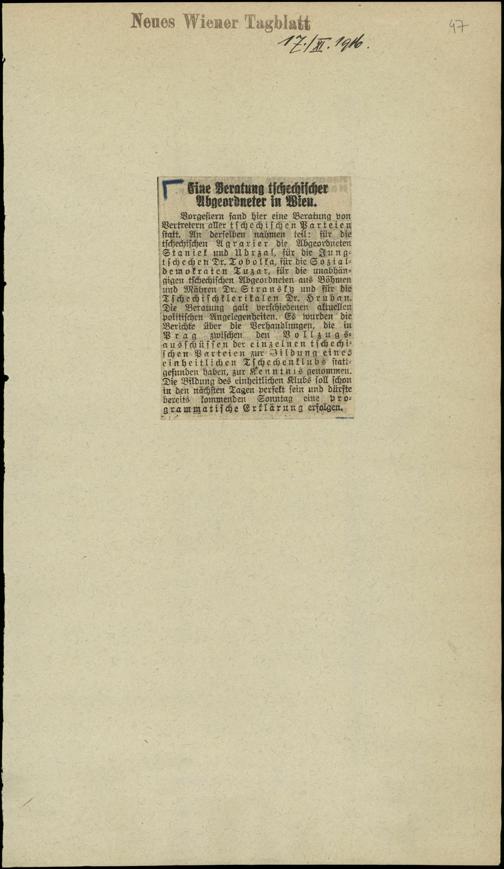 Neues Wiener Tagblatt
17./XI. 1916.
47
Eine Beratung tschechischer
Abgeordneter in Wien.
Vorgestern fand hier eine Beratung von
Vertretern aller tschechischen Parteien
statt. An derselben nahmen teil: für die
tschechischen Agrarier die Abgeordneten
Staniek und Udrzal, für die Jung-
tschechen Dr. Tobolka, für die Sozial-
demokraten Tuzar, für die unabhän-
gigen tschechischen Abgeordneten aus Böhmen
und Mähren Dr. Stransky und für die
Tschechischklerikalen Dr. Hruban.
Die Beratung galt verschiedenen aktuellen
politischen Angelegenheiten. Es wurden die
Berichte über die Verhandlungen, die in
Prag zwischen den Vollzugs-
ausschüssen der einzelnen tschechi-
schen Parteien zur Bildung eines
einheitlichen Tschechenklubs statt-
gefunden haben, zur Kenntnis genommen.
Die Bildung des einheitlichen Klubs soll schon
in den nächsten Tagen perfekt sein und dürfte
bereits kommenden Sonntag eine pro-
grammatische Erklärung erfolgen.